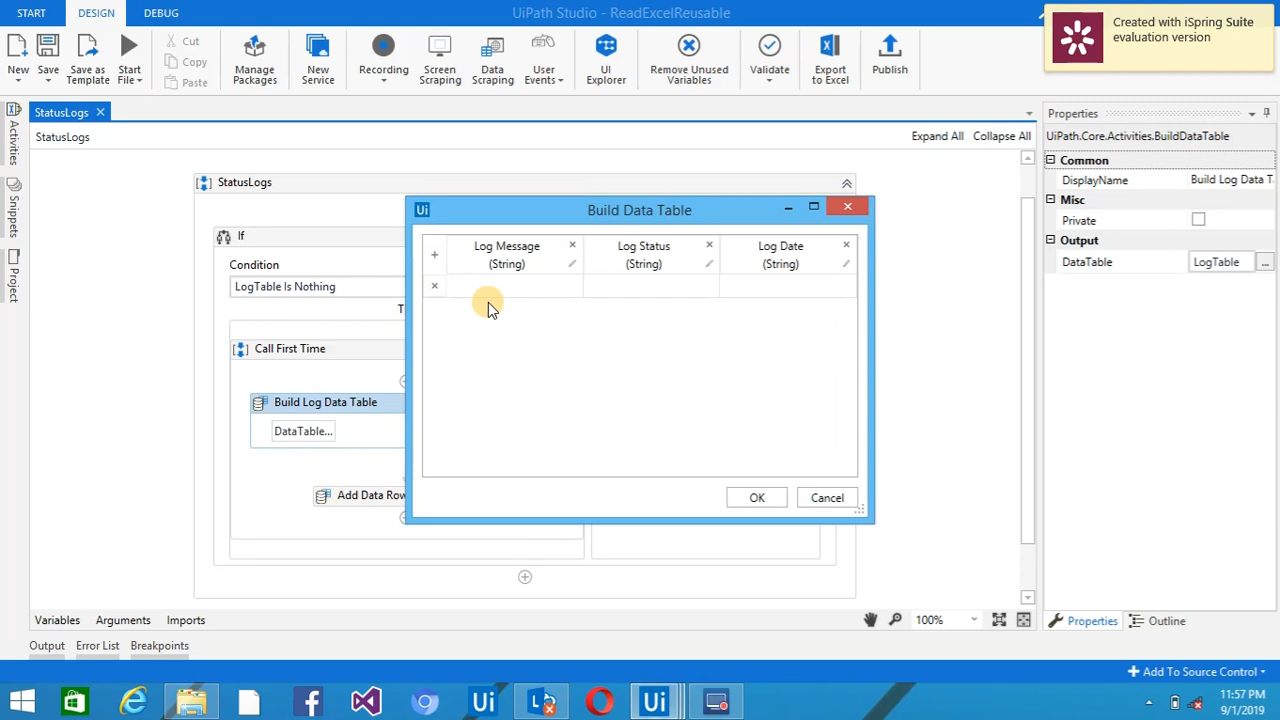 START
DESIGN
DEBUG
UiPath Studio - ReadExcelReusable
Created with iSpring Suite
evaluation version
New
Save
Save as
Template
Start
File
Cut
Copy
Paste
Manage
Packages
New
Service
Recording
Screen
Scraping
Data
Scraping
User
Events
UI
Explorer
Remove Unused
Variables
Validate
Export
to Excel
Publish
StatusLogs
StatusLogs
Expand All
Collapse All
Activities
Snippets
Project
StatusLogs
If
Condition
LogTable Is Nothing
T
Call First Time
Build Log Data Table
DataTable...
Add Data Row
Ui
Build Data Table
Log Message
(String)
Log Status
(String)
Log Date
(String)
OK
Cancel
Properties
UiPath.Core.Activities.BuildDataTable
Common
DisplayName
Build Log Data T
Misc
Private
Output
DataTable
LogTable
...
Variables
Arguments
Imports
100%
Properties
Outline
Output
Error List
Breakpoints
Add To Source Control
Ui
Ui
11:57 PM
9/1/2019